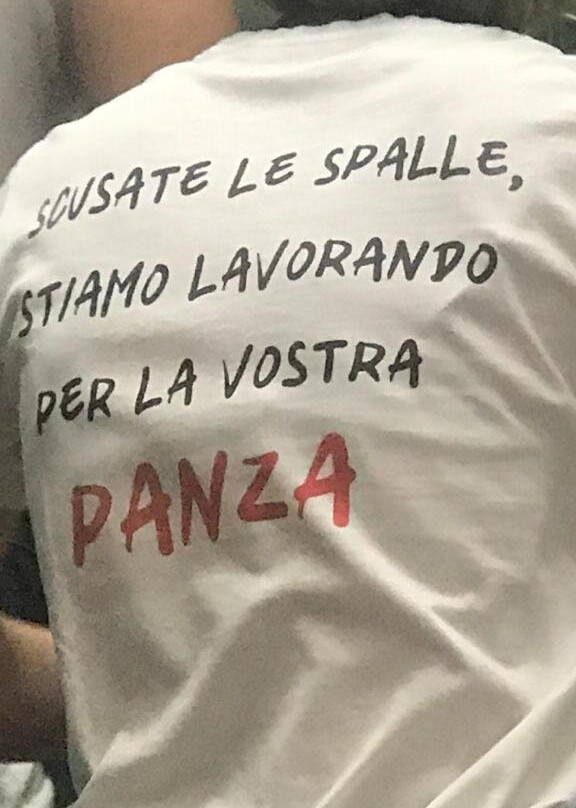 SCUSATE LE SPALLE,
STIAMO LAVORANDO
PER LA VOSTRA
PANZA